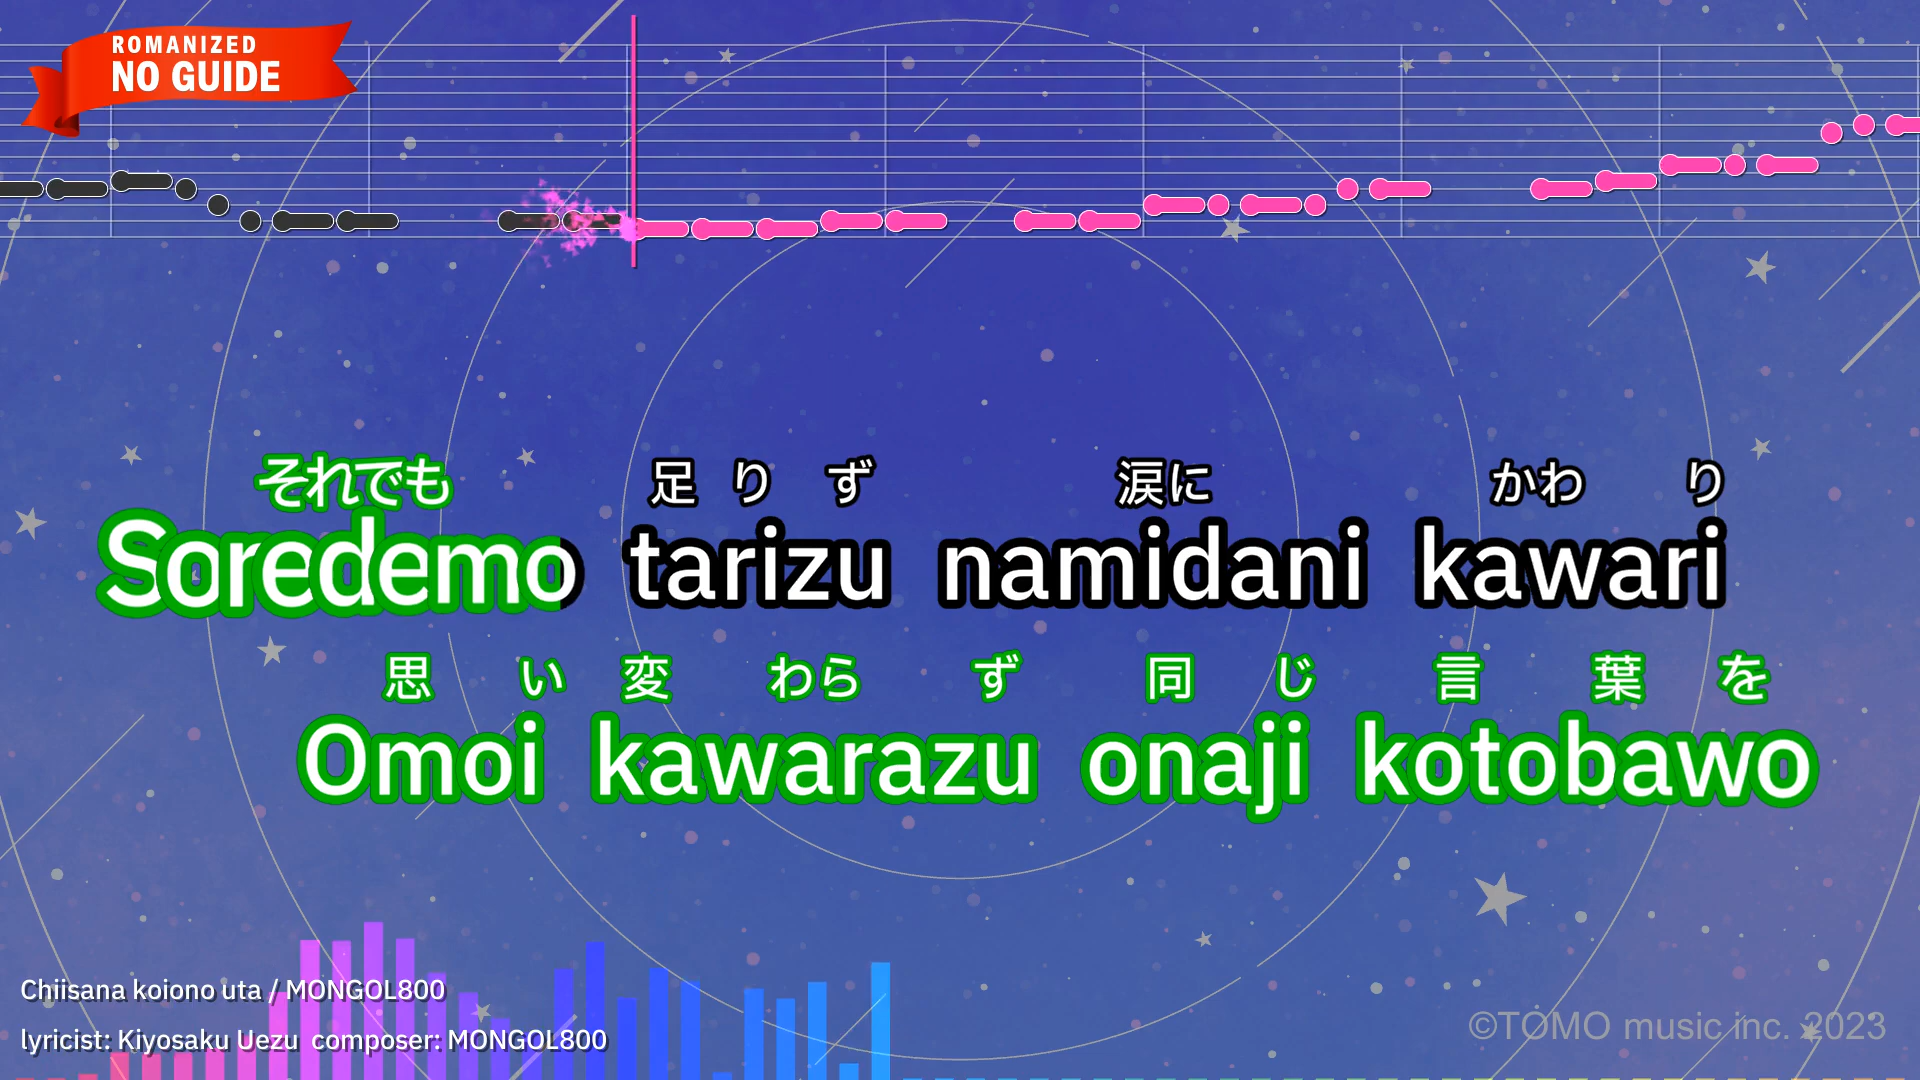 ROMANIZED
NO GUIDE
それでも 足りず 涙に かわり
Soredemo tarizu namidani kawari
思い変わらず 同じ 言葉を
Omoi kawarazu onaji kotobawo
Chiisana koiono uta / MONGOL800
lyricist: Kiyosaku Uezu composer: MONGOL800
©TOMO music inc. 2023